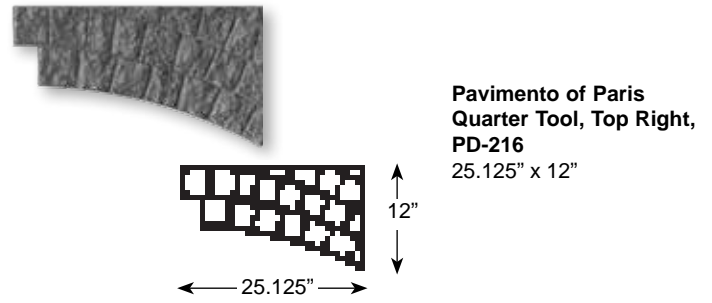 Pavimento of Paris
Quarter Tool, Top Right,
PD-216
25.125” x 12”
12”
25.125”